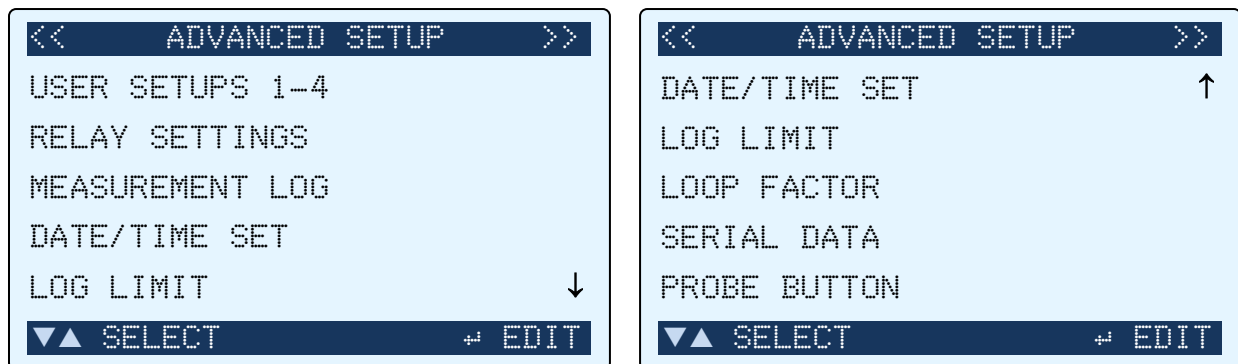 << ADVANCED SETUP >>
USER SETUPS 1-4
RELAY SETTINGS
MEASUREMENT LOG
DATE/TIME SET
LOG LIMIT ↓
▼▲ SELECT ↵ EDIT
<< ADVANCED SETUP >>
DATE/TIME SET ↑
LOG LIMIT
LOOP FACTOR
SERIAL DATA
PROBE BUTTON
▼▲ SELECT ↵ EDIT